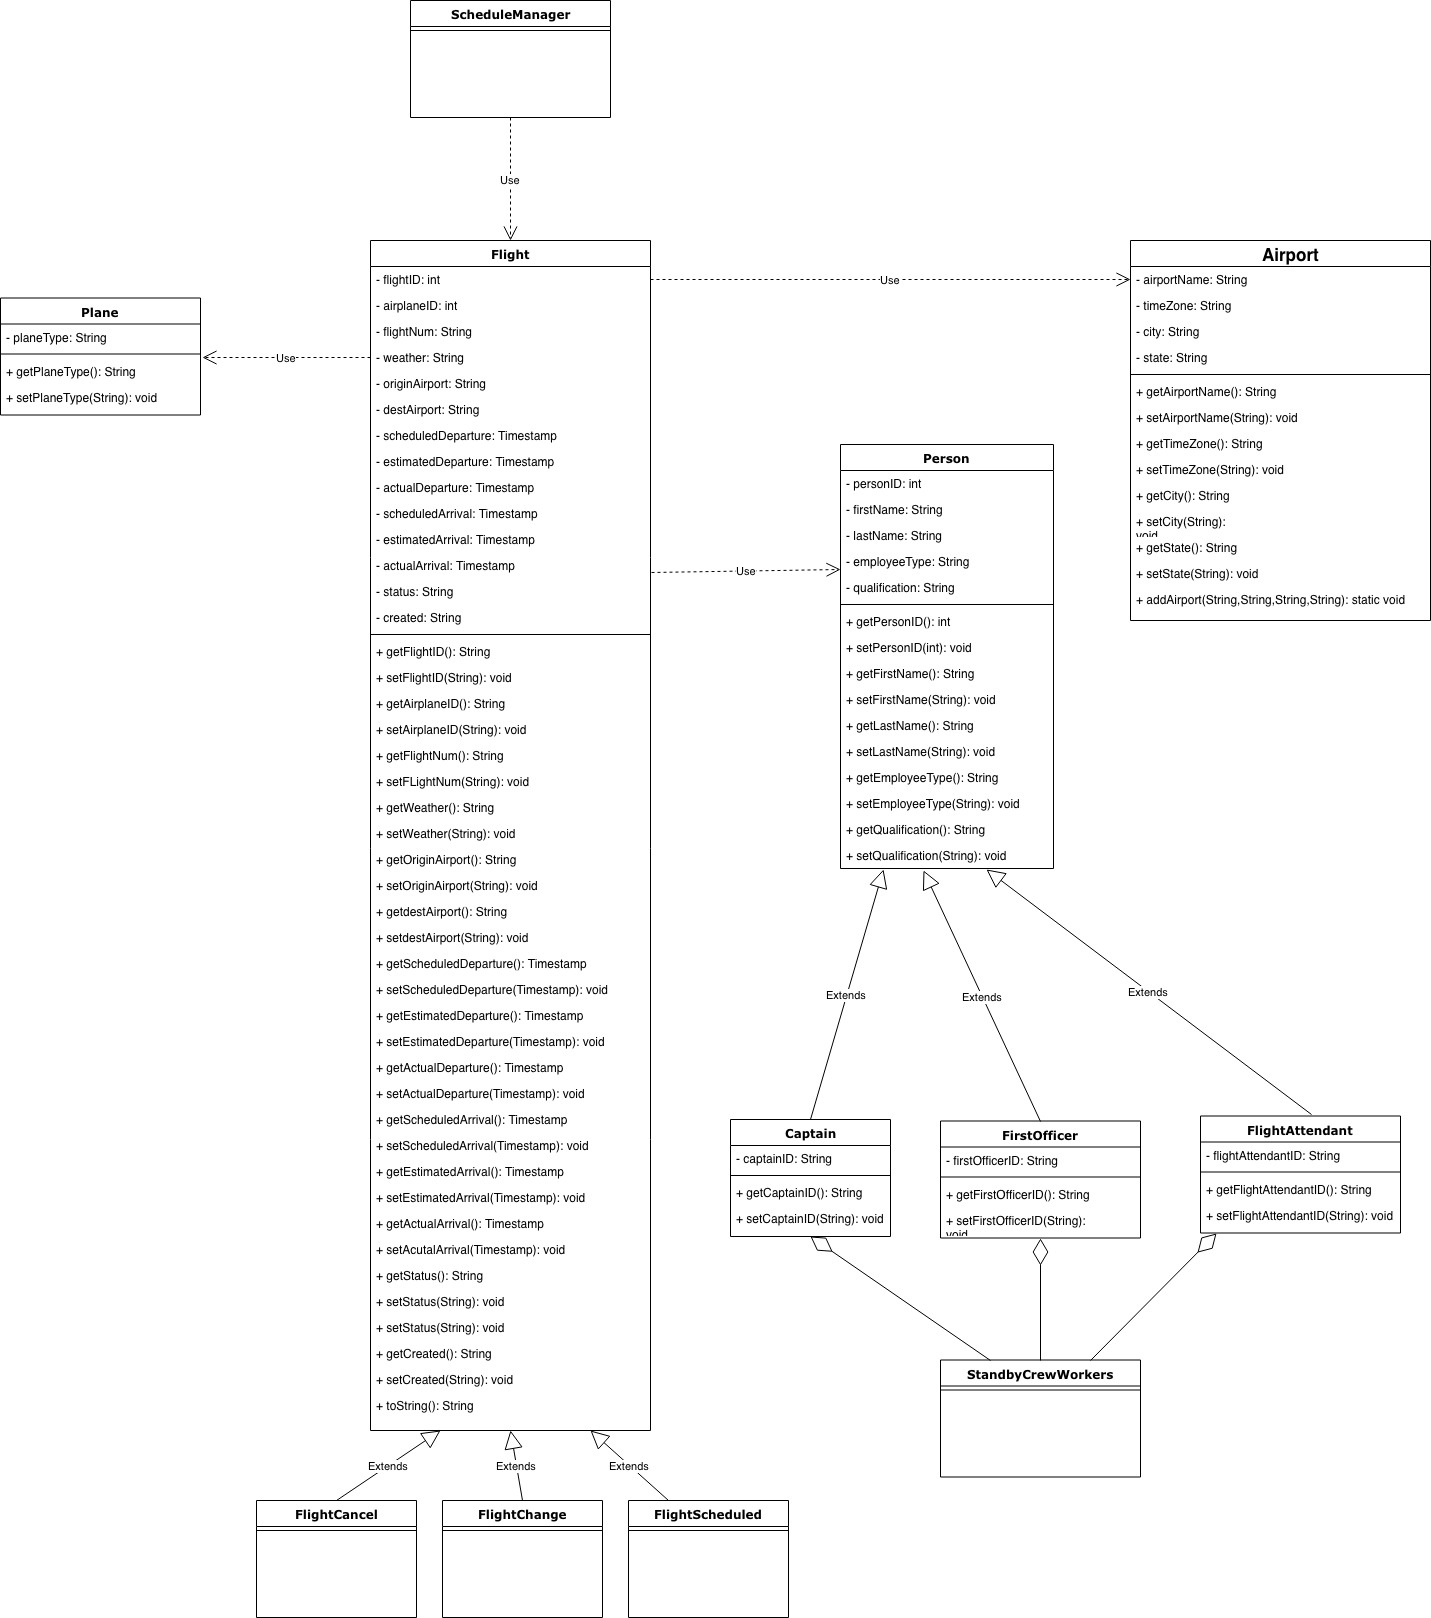 ScheduleManager
Use
Flight
- flightID: int
- airplaneID: int
- flightNum: String
- weather: String
- originAirport: String
- destAirport: String
- scheduledDeparture: Timestamp
- estimatedDeparture: Timestamp
- actualDeparture: Timestamp
- scheduledArrival: Timestamp
- estimatedArrival: Timestamp
- actualArrival: Timestamp
- status: String
- created: String
+ getFlightID(): String
+ setFlightID(String): void
+ getAirplaneID(): String
+ setAirplaneID(String): void
+ getFlightNum(): String
+ setFLightNum(String): void
+ getWeather(): String
+ setWeather(String): void
+ getOriginAirport(): String
+ setOriginAirport(String): void
+ getdestAirport(): String
+ setdestAirport(String): void
+ getScheduledDeparture(): Timestamp
+ setScheduledDeparture(Timestamp): void
+ getEstimatedDeparture(): Timestamp
+ setEstimatedDeparture(Timestamp): void
+ getActualDeparture(): Timestamp
+ setActualDeparture(Timestamp): void
+ getScheduledArrival(): Timestamp
+ setScheduledArrival(Timestamp): void
+ getEstimatedArrival(): Timestamp
+ setEstimatedArrival(Timestamp): void
+ getActualArrival(): Timestamp
+ setAcutalArrival(Timestamp): void
+ getStatus(): String
+ setStatus(String): void
+ setStatus(String): void
+ getCreated(): String
+ setCreated(String): void
+ toString(): String
Use
Airport
- airportName: String
- timeZone: String
- city: String
- state: String
+ getAirportName(): String
+ setAirportName(String): void
+ getTimeZone(): String
+ setTimeZone(String): void
+ getCity(): String
+ setCity(String):
void
+ getState(): String
+ setState(String): void
+ addAirport(String,String,String,String): static void
Plane
- planeType: String
+ getPlaneType(): String
+ setPlaneType(String): void
Use
Use
Person
- personID: int
- firstName: String
- lastName: String
- employeeType: String
- qualification: String
+ getPersonID(): int
+ setPersonID(int): void
+ getFirstName(): String
+ setFirstName(String): void
+ getLastName(): String
+ setLastName(String): void
+ getEmployeeType(): String
+ setEmployeeType(String): void
+ getQualification(): String
+ setQualification(String): void
Extends
Extends
Extends
Captain
- captainID: String
+ getCaptainID(): String
+ setCaptainID(String): void
FirstOfficer
- firstOfficerID: String
+ getFirstOfficerID(): String
+ setFirstOfficerID(String):
void
FlightAttendant
- flightAttendantID: String
+ getFlightAttendantID(): String
+ setFlightAttendantID(String): void
StandbyCrewWorkers
Extends
Extends
Extends
FlightCancel
FlightChange
FlightScheduled